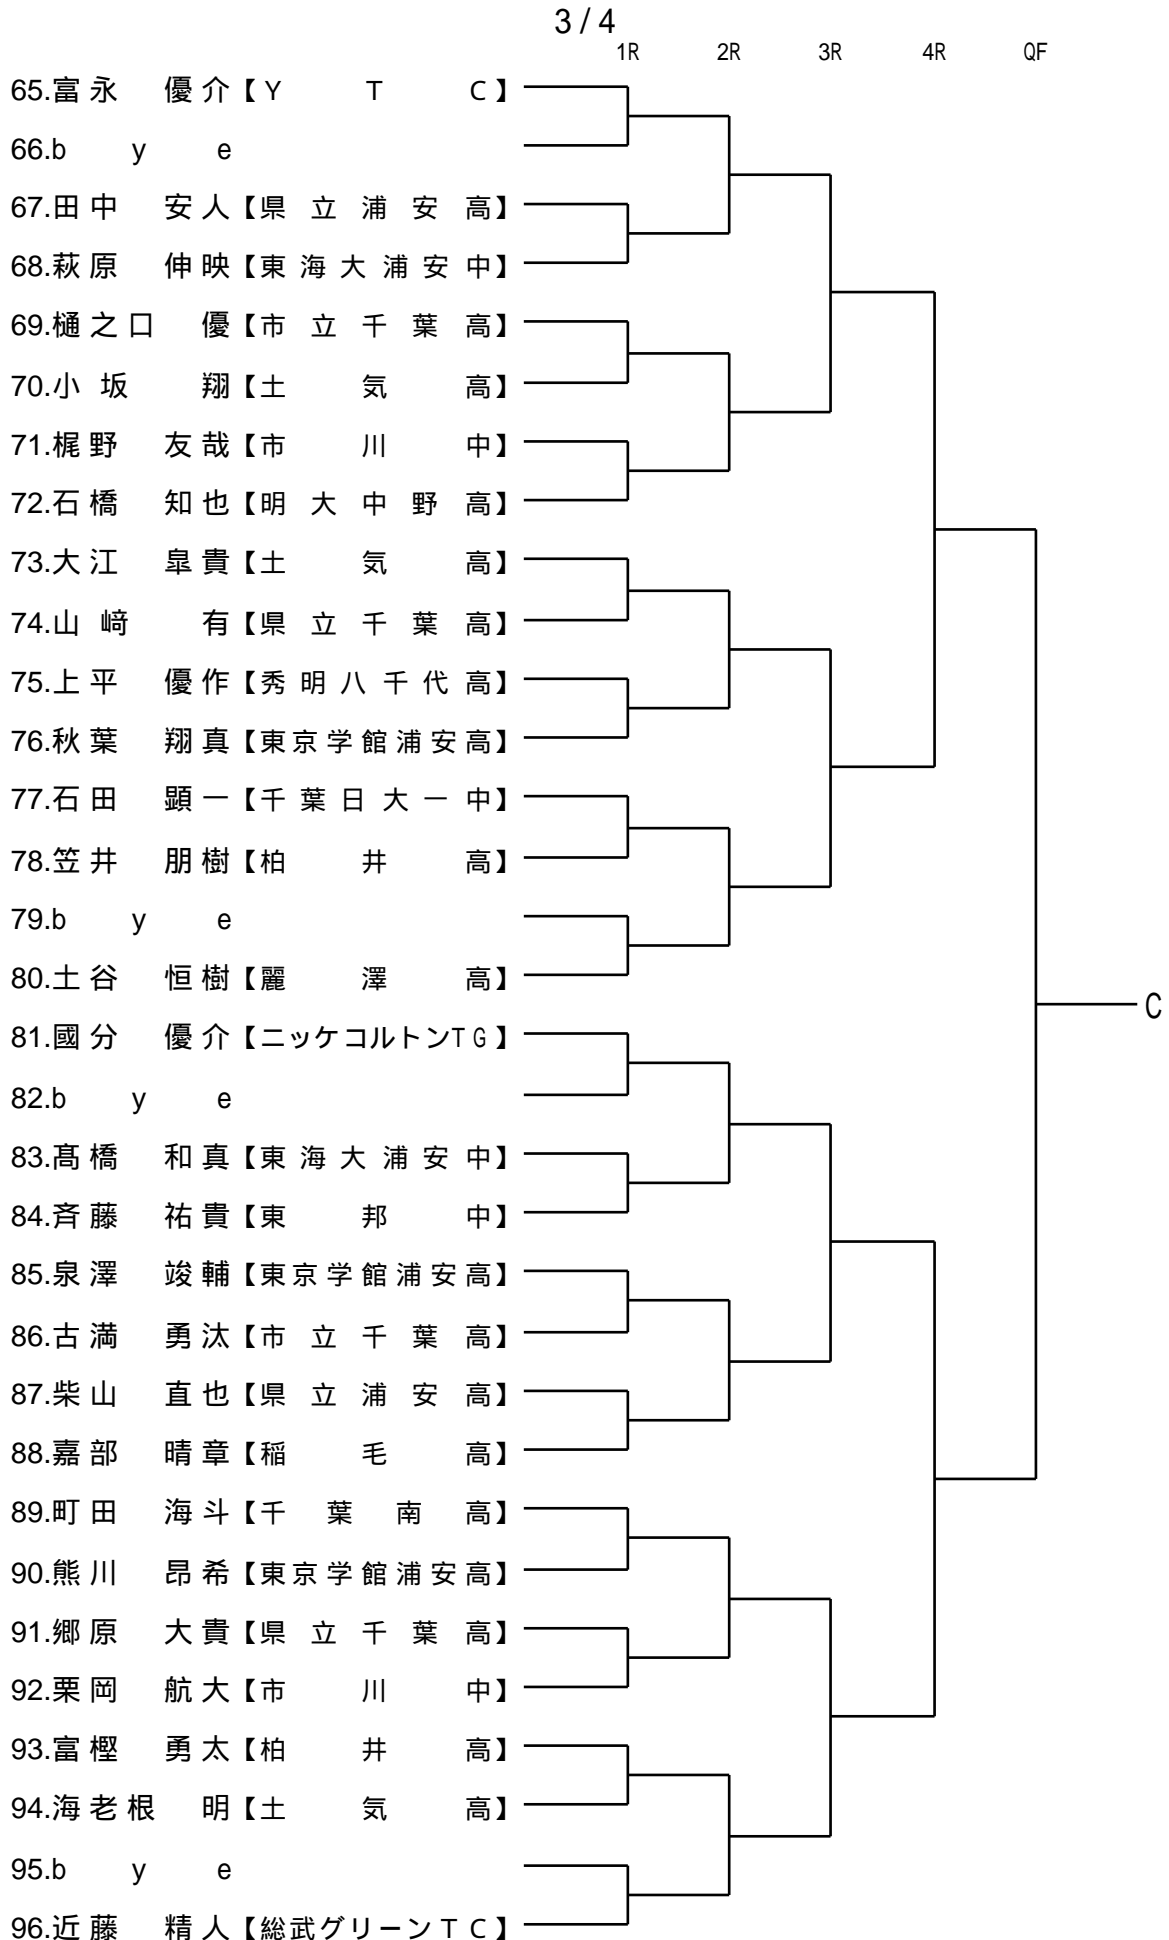 3 / 4
1R 2R 3R 4R QF
65.富永 優介【Y T C】
66.b y e
67.田中 安人【県立浦安高】
68.萩原 伸映【東海大浦安中】
69.樋之口 優【市立千葉高】
70.小坂 翔【土気高】
71.梶野 友哉【市川中】
72.石橋 知也【明大中野高】
73.大江 皐貴【土気高】
74.山﨑 有【県立千葉高】
75.上平 優作【秀明八千代高】
76.秋葉 翔真【東京学館浦安高】
77.石田 顕一【千葉日大一中】
78.笠井 朋樹【柏井高】
79.b y e
80.土谷 恒樹【麗澤高】
C
81.國分 優介【ニッケコルトンTG】
82.b y e
83.髙橋 和真【東海大浦安中】
84.斉藤 祐貴【東邦中】
85.泉澤 竣輔【東京学館浦安高】
86.古満 勇汰【市立千葉高】
87.柴山 直也【県立浦安高】
88.嘉部 晴章【稲毛高】
89.町田 海斗【千葉南高】
90.熊川 昂希【東京学館浦安高】
91.郷原 大貴【県立千葉高】
92.栗岡 航大【市川中】
93.富樫 勇太【柏井高】
94.海老根 明【土気高】
95.b y e
96.近藤 精人【総武グリーンTC】